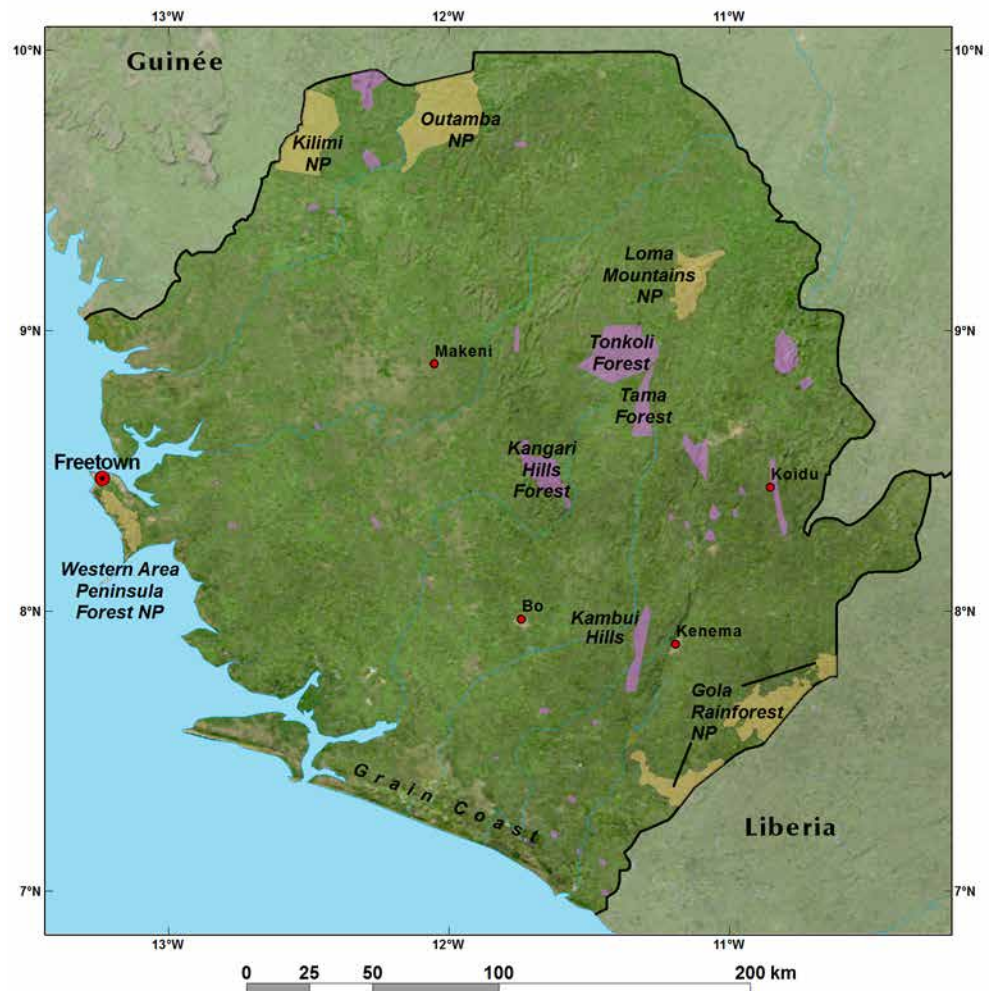 13°W
12°W
11°W
10°N
10°N
Guinée
Kilimi
NP
Outamba
NP
Loma
Mountains
NP
9°N
9°N
Makeni
Tonkoli
Forest
Tama
Forest
Kangari
Hills
Forest
Freetown
Koidu
Western Area
Peninsula
Forest NP
8°N
8°N
Bo
Kambui
Hills
Kenema
Gola
Rainforest
NP
Grain Coast
Liberia
7°N
7°N
13°W
12°W
11°W
0 25 50 100 200 km